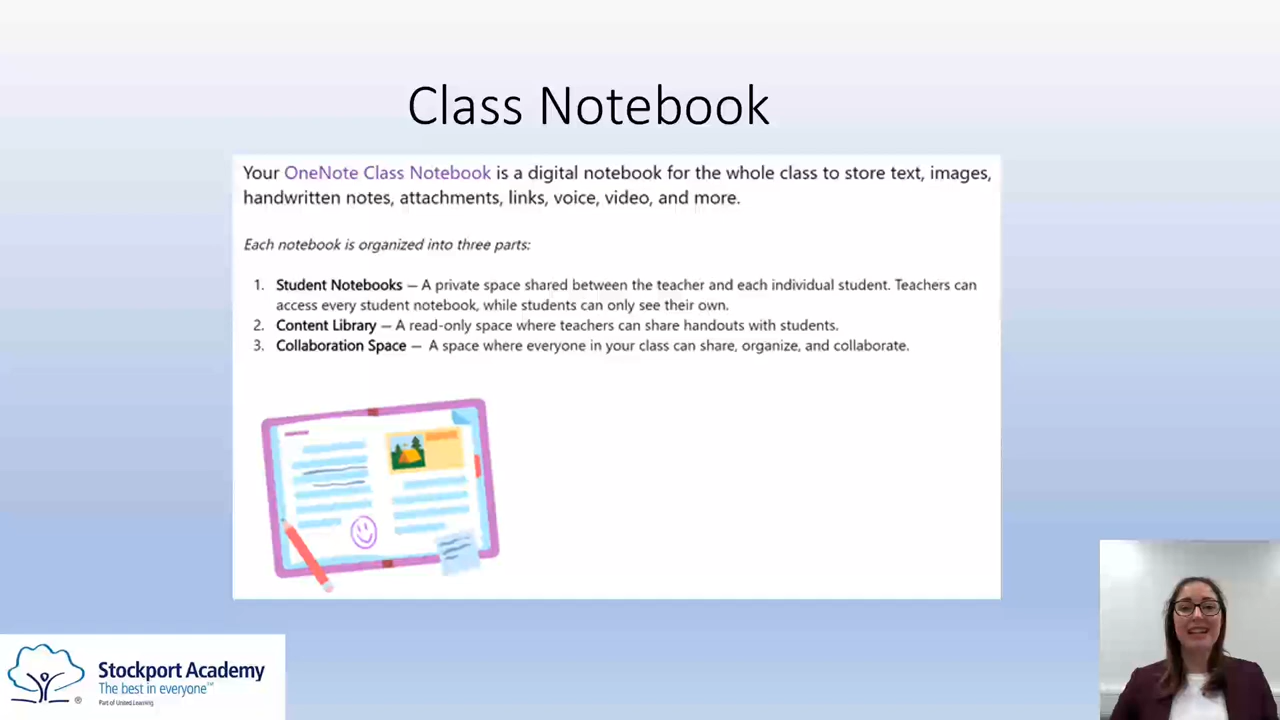 Class Notebook
Your OneNote Class Notebook is a digital notebook for the whole class to store text, images,
handwritten notes, attachments, links, voice, video, and more.
Each notebook is organized into three parts:
1. Student Notebooks — A private space shared between the teacher and each individual student. Teachers can
access every student notebook, while students can only see their own.
2. Content Library — A read-only space where teachers can share handouts with students.
3. Collaboration Space — A space where everyone in your class can share, organize, and collaborate.
Stockport Academy
The best in everyone™
Part of United Learning
®